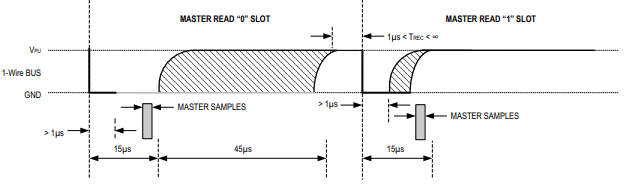 MASTER READ "0" SLOT
MASTER READ "1" SLOT
1µs < TREC < ∞
VPU
1-Wire BUS
GND
> 1µs
MASTER SAMPLES
MASTER SAMPLES
> 1µs
15µs
45µs
15µs